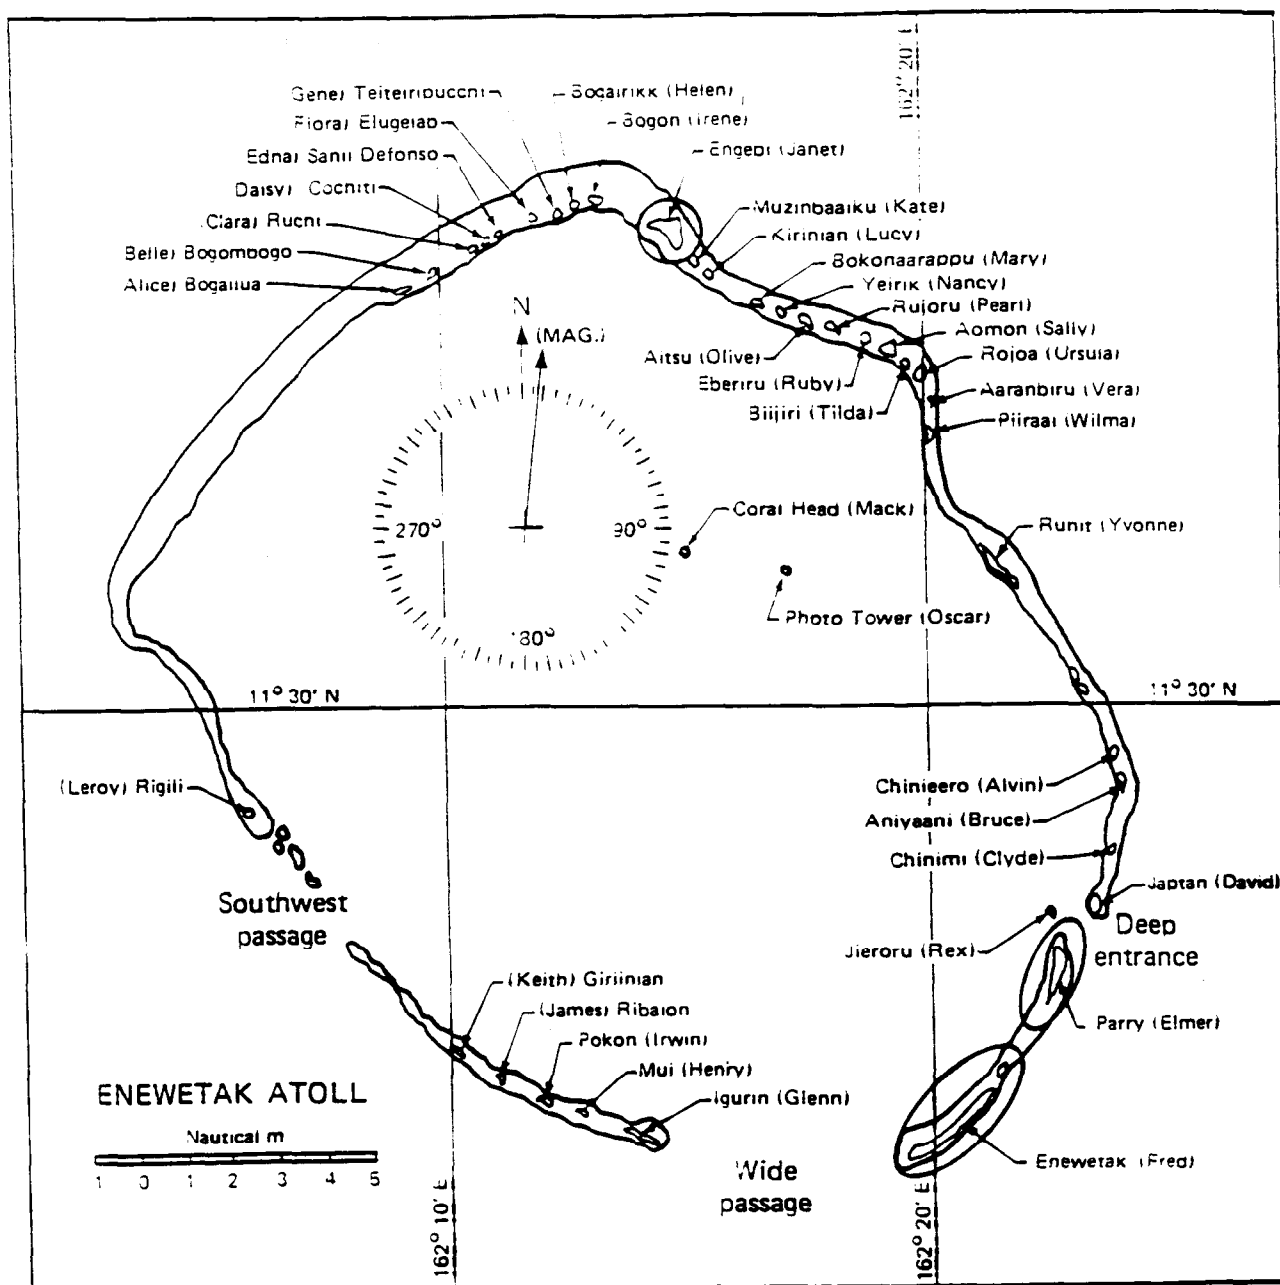 162° 20' E
Gene) Teiteiripucchi
Bogairikk (Helen)
Flora) Elugelab
Bogon (Irene)
Edna) Sanil Defonso
Engebi (Janet)
Daisy) Cochiti
Muzinbaaiku (Kate)
Clara) Ruchi
Kirinian (Lucy)
Belle) Bogombogo
Bokonaarappu (Mary)
Alice) Bogallua
Yeirik (Nancy)
Rujoru (Pearl)
N
(MAG.)
Aomon (Sally)
Aitsu (Olive)
Rojoa (Ursula)
Eberiru (Ruby)
Aaranbiru (Vera)
Biijiri (Tilda)
Piiraai (Wilma)
Coral Head (Mack)
270°
90°
Runit (Yvonne)
Photo Tower (Oscar)
180°
11° 30' N
11° 30' N
(Leroy) Rigili
Chinieero (Alvin)
Aniyaani (Bruce)
Chinimi (Clyde)
Japtan (David)
Southwest
passage
Deep
entrance
Jieroru (Rex)
(Keith) Giriinian
(James) Ribaion
Parry (Elmer)
Pokon (Irwin)
Mui (Henry)
Igurin (Glenn)
ENEWETAK ATOLL
Nautical m
1 0 1 2 3 4 5
Wide
passage
Enewetak (Fred)
162° 10' E
162° 20' E